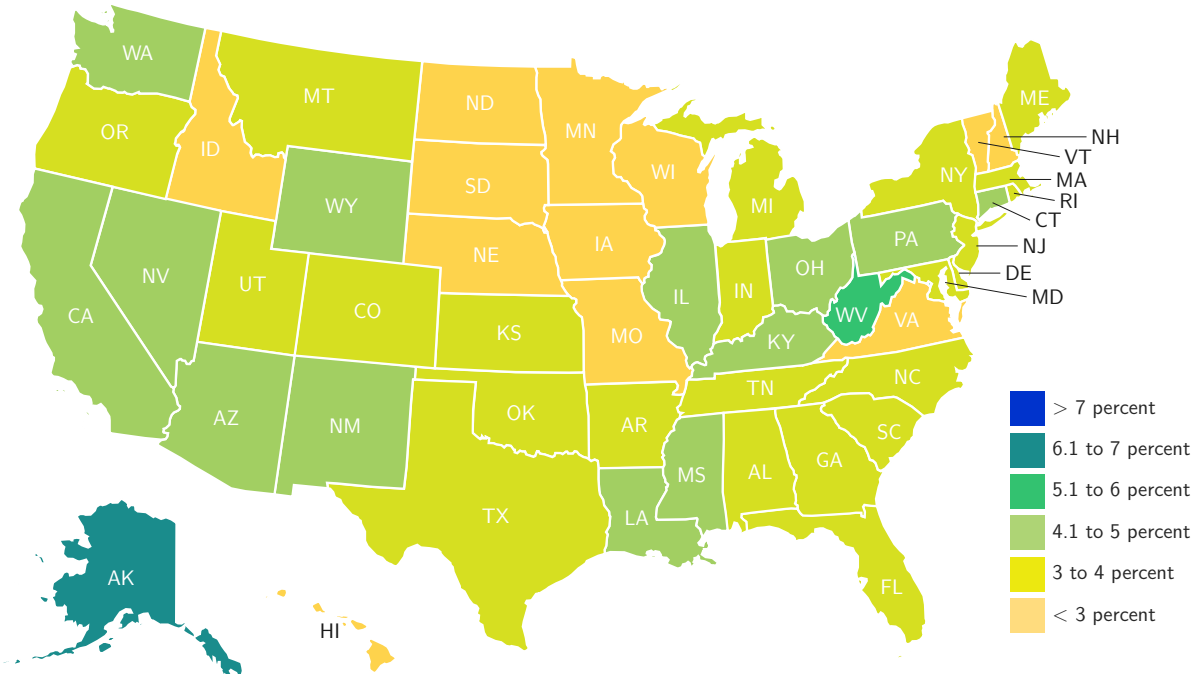 WA
MT
ND
MN
ME
OR
ID
SD
WI
NH
VT
NY
MA
WY
MI
RI
CT
NE
IA
PA
NJ
NV
UT
OH
DE
IL
IN
MD
CA
CO
WV
VA
KS
MO
KY
NC
TN
AZ
NM
OK
AR
SC
GA
AL
MS
LA
TX
FL
AK
HI
> 7 percent
6.1 to 7 percent
5.1 to 6 percent
4.1 to 5 percent
3 to 4 percent
< 3 percent